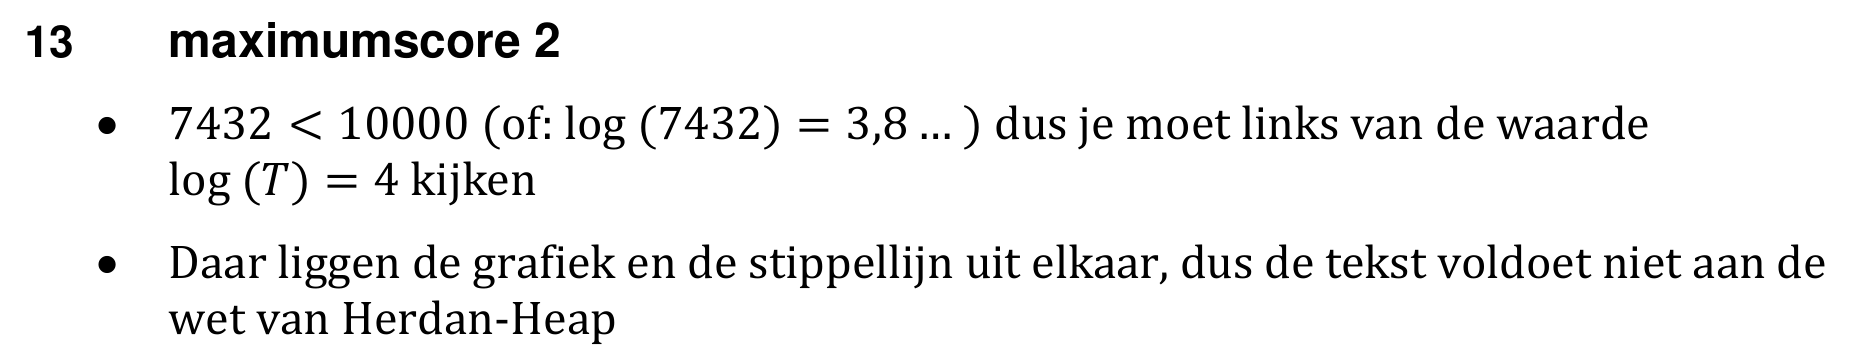 13 maximumscore 2
• 7432 < 10000 (of: log (7432) = 3,8 … ) dus je moet links van de waarde
log (T) = 4 kijken
• Daar liggen de grafiek en de stippellijn uit elkaar, dus de tekst voldoet niet aan de
wet van Herdan-Heap